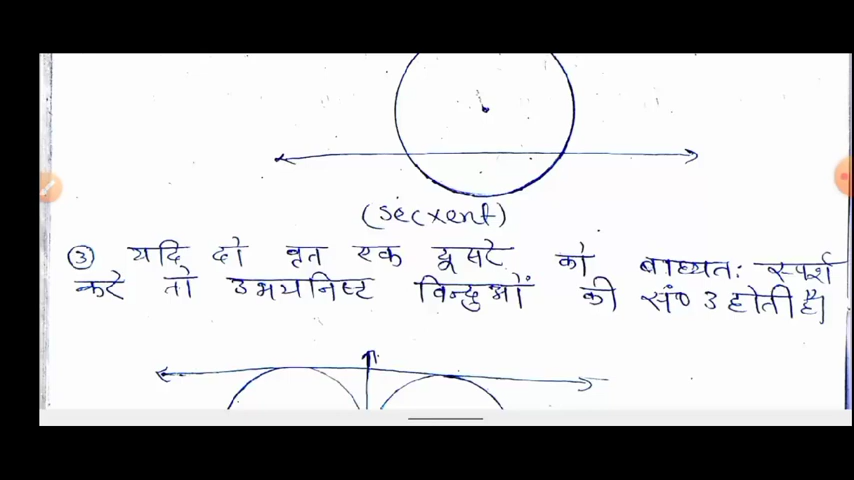 (secxent)
③ यदि दो वृत एक दूसरे को बाह्यतः स्पर्श
करे तो उभयनिष्ट विन्दुओं की सं० 3 होती है।